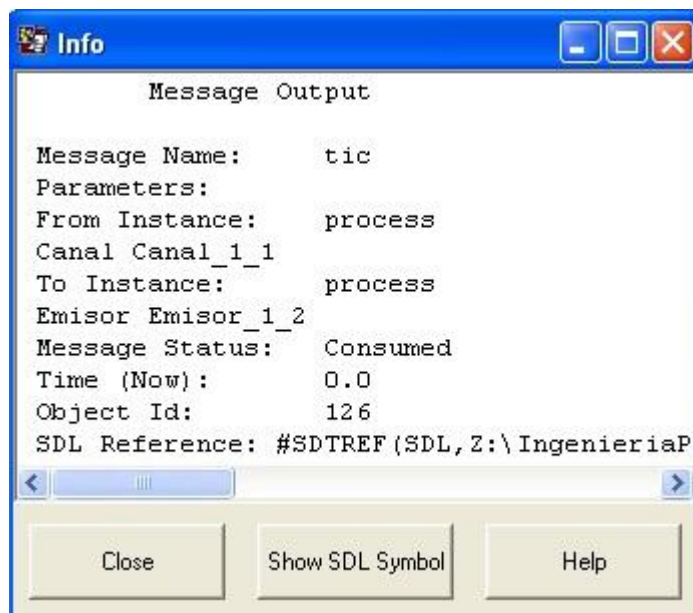 Info
Message Output
Message Name: tic
Parameters:
From Instance: process
Canal Canal_1_1
To Instance: process
Emisor Emisor_1_2
Message Status: Consumed
Time (Now): 0.0
Object Id: 126
SDL Reference: #SDTREF(SDL,Z:\IngenieriaP
Close Show SDL Symbol Help